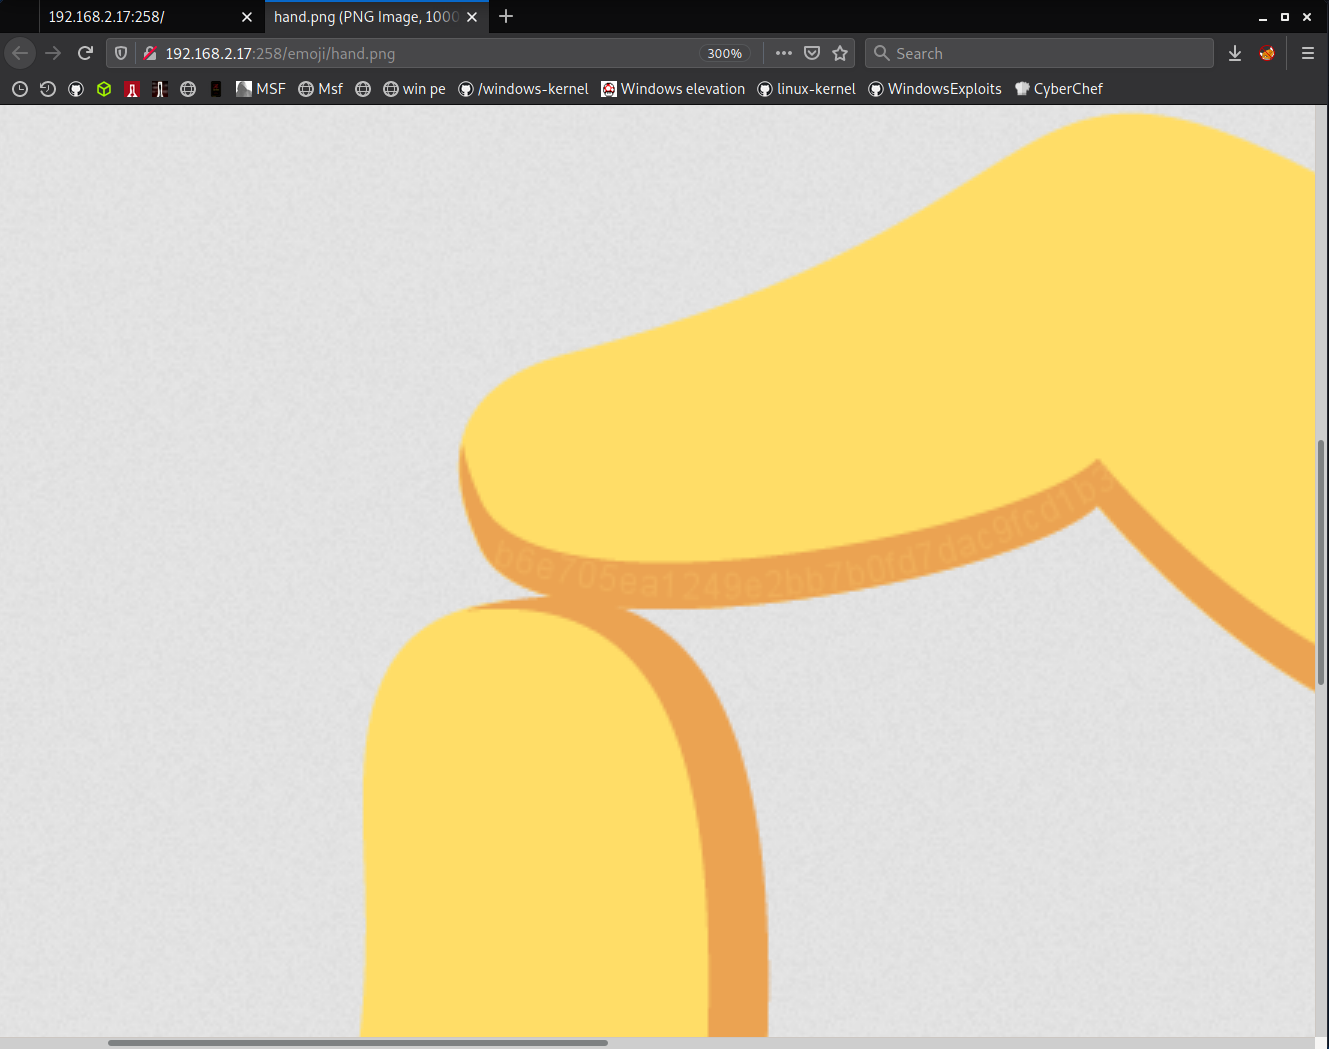 192.168.2.17:258/
hand.png (PNG Image, 1000
192.168.2.17:258/emoji/hand.png
300%
Search
MSF
Msf
win pe
/windows-kernel
Windows elevation
linux-kernel
WindowsExploits
CyberChef
b6e705ea1249e2bb7b0fd7dac9fcd1b3